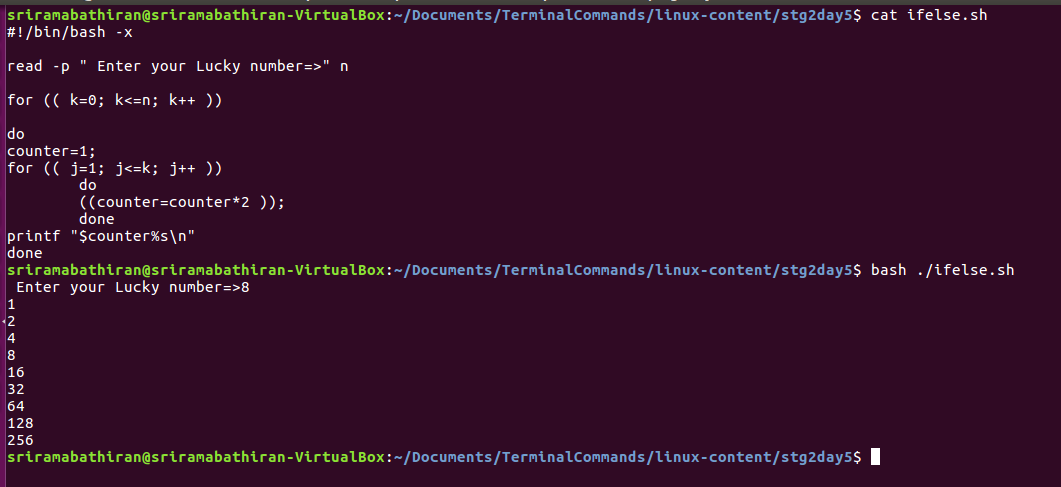 sriramabathiran@sriramabathiran-VirtualBox:~/Documents/TerminalCommands/linux-content/stg2day5$ cat ifelse.sh
#!/bin/bash -x
read -p " Enter your Lucky number=>" n
for (( k=0; k<=n; k++ ))
do
counter=1;
for (( j=1; j<=k; j++ ))
        do
        ((counter=counter*2 ));
        done
printf "$counter%s\n"
done
sriramabathiran@sriramabathiran-VirtualBox:~/Documents/TerminalCommands/linux-content/stg2day5$ bash ./ifelse.sh
 Enter your Lucky number=>8
1
2
4
8
16
32
64
128
256
sriramabathiran@sriramabathiran-VirtualBox:~/Documents/TerminalCommands/linux-content/stg2day5$